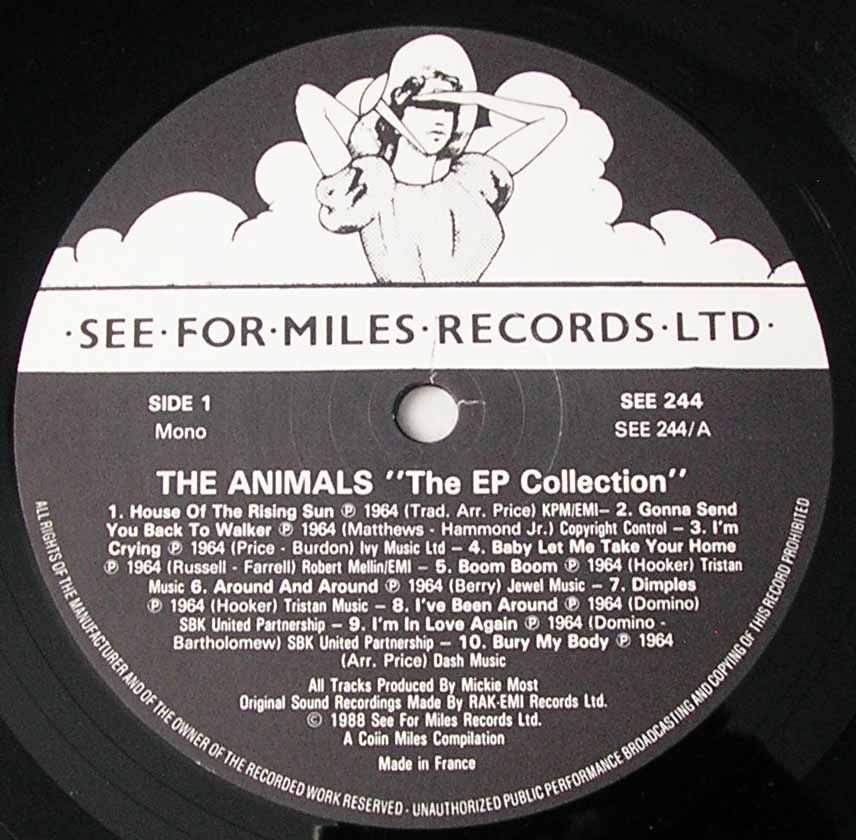 ·SEE·FOR·MILES·RECORDS·LTD·
SIDE 1
Mono
SEE 244
SEE 244/A
THE ANIMALS "The EP Collection"
1. House Of The Rising Sun ℗ 1964 (Trad. Arr. Price) KPM/EMI– 2. Gonna Send
You Back To Walker ℗ 1964 (Matthews - Hammond Jr.) Copyright Control – 3. I'm
Crying ℗ 1964 (Price - Burdon) Ivy Music Ltd – 4. Baby Let Me Take Your Home
℗ 1964 (Russell - Farrell) Robert Mellin/EMI – 5. Boom Boom ℗ 1964 (Hooker) Tristan
Music 6. Around And Around ℗ 1964 (Berry) Jewel Music – 7. Dimples
℗ 1964 (Hooker) Tristan Music – 8. I've Been Around ℗ 1964 (Domino)
SBK United Partnership – 9. I'm In Love Again ℗ 1964 (Domino -
Bartholomew) SBK United Partnership – 10. Bury My Body ℗ 1964
(Arr. Price) Dash Music
All Tracks Produced By Mickie Most
Original Sound Recordings Made By RAK-EMI Records Ltd.
© 1988 See For Miles Records Ltd.
A Colin Miles Compilation
Made in France
ALL RIGHTS OF THE MANUFACTURER AND OF THE OWNER OF THE RECORDED WORK RESERVED - UNAUTHORIZED PUBLIC PERFORMANCE BROADCASTING AND COPYING OF THIS RECORD PROHIBITED